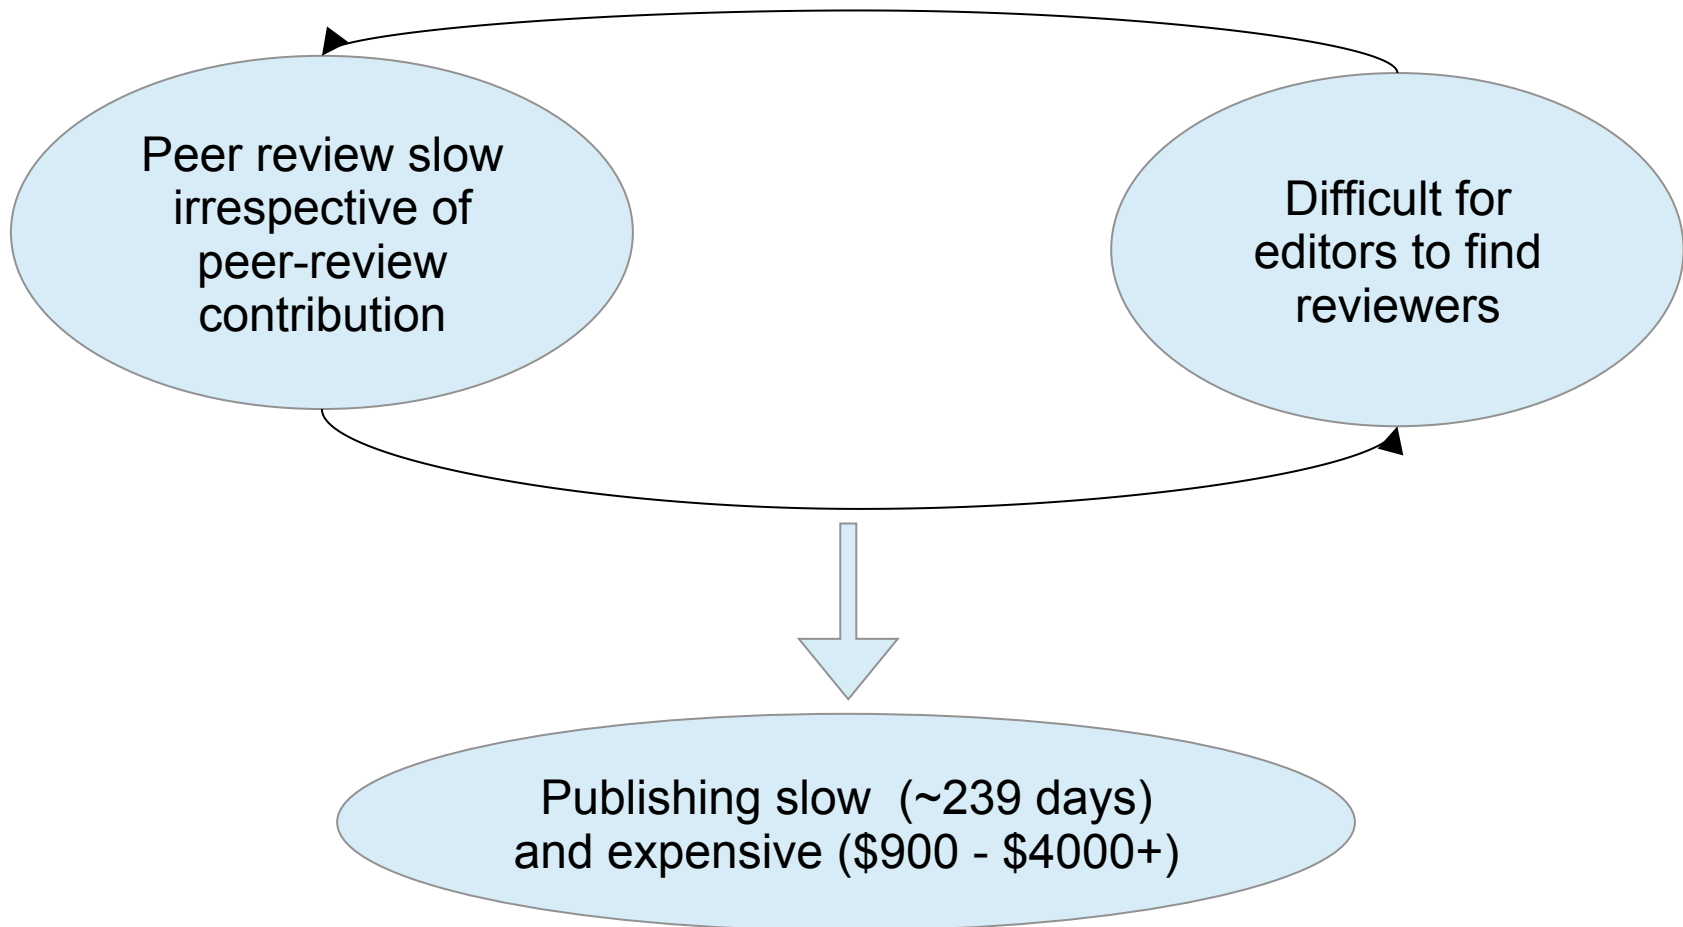 Peer review slow
irrespective of
peer-review
contribution
Difficult for
editors to find
reviewers
Publishing slow  (~239 days)
and expensive ($900 - $4000+)